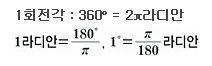 1회전각 : 360° = 2π라디안
1라디안=180°/π, 1°=π/180 라디안